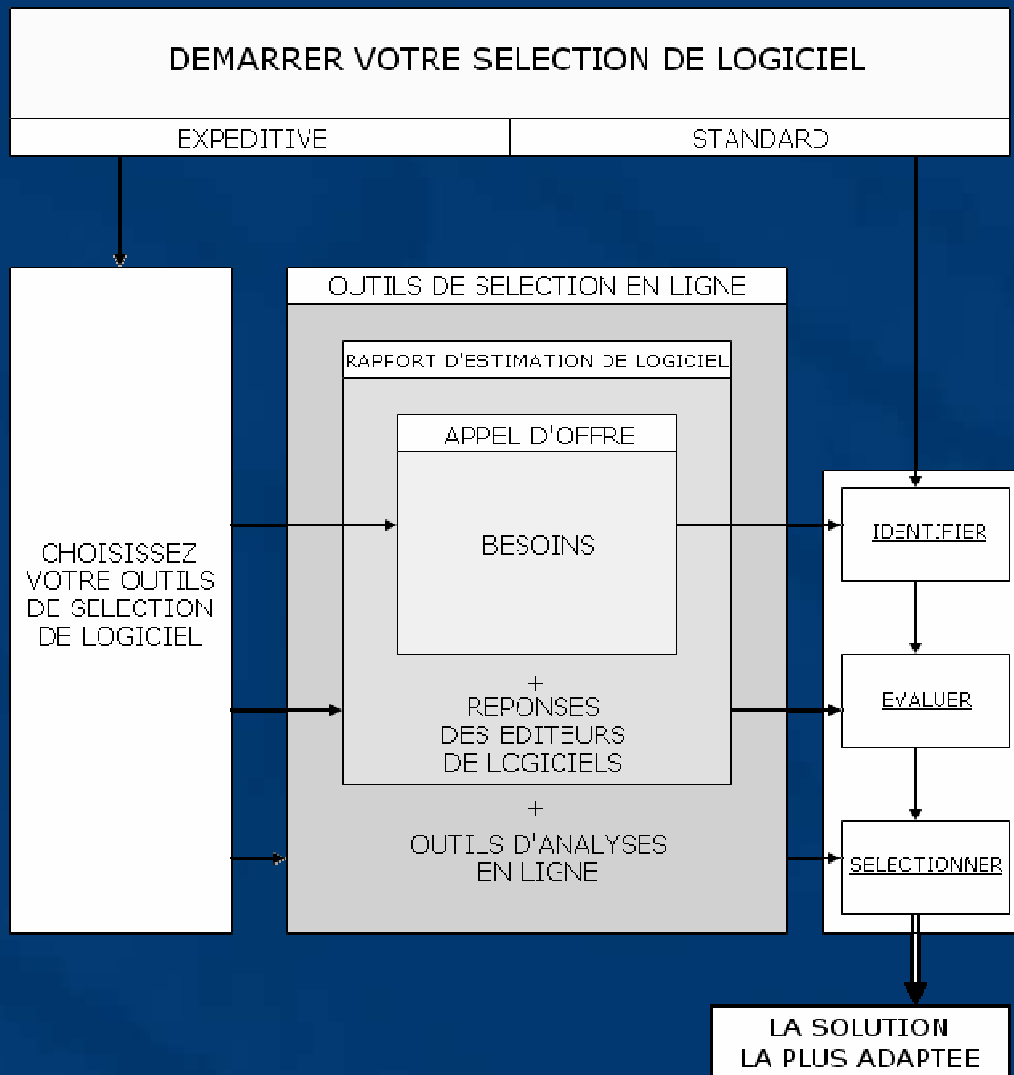 DEMARRER VOTRE SELECTION DE LOGICIEL
EXPEDITIVE
STANDARD
OUTILS DE SELECTION EN LIGNE
RAPPORT D'ESTIMATION DE LOGICIEL
APPEL D'OFFRE
BESOINS
CHOISISSEZ
VOTRE OUTILS
DE SELECTION
DE LOGICIEL
+
REPONSES
DES EDITEURS
DE LOGICIELS
+
OUTILS D'ANALYSES
EN LIGNE
IDENTIFIER
EVALUER
SELECTIONNER
LA SOLUTION
LA PLUS ADAPTEE